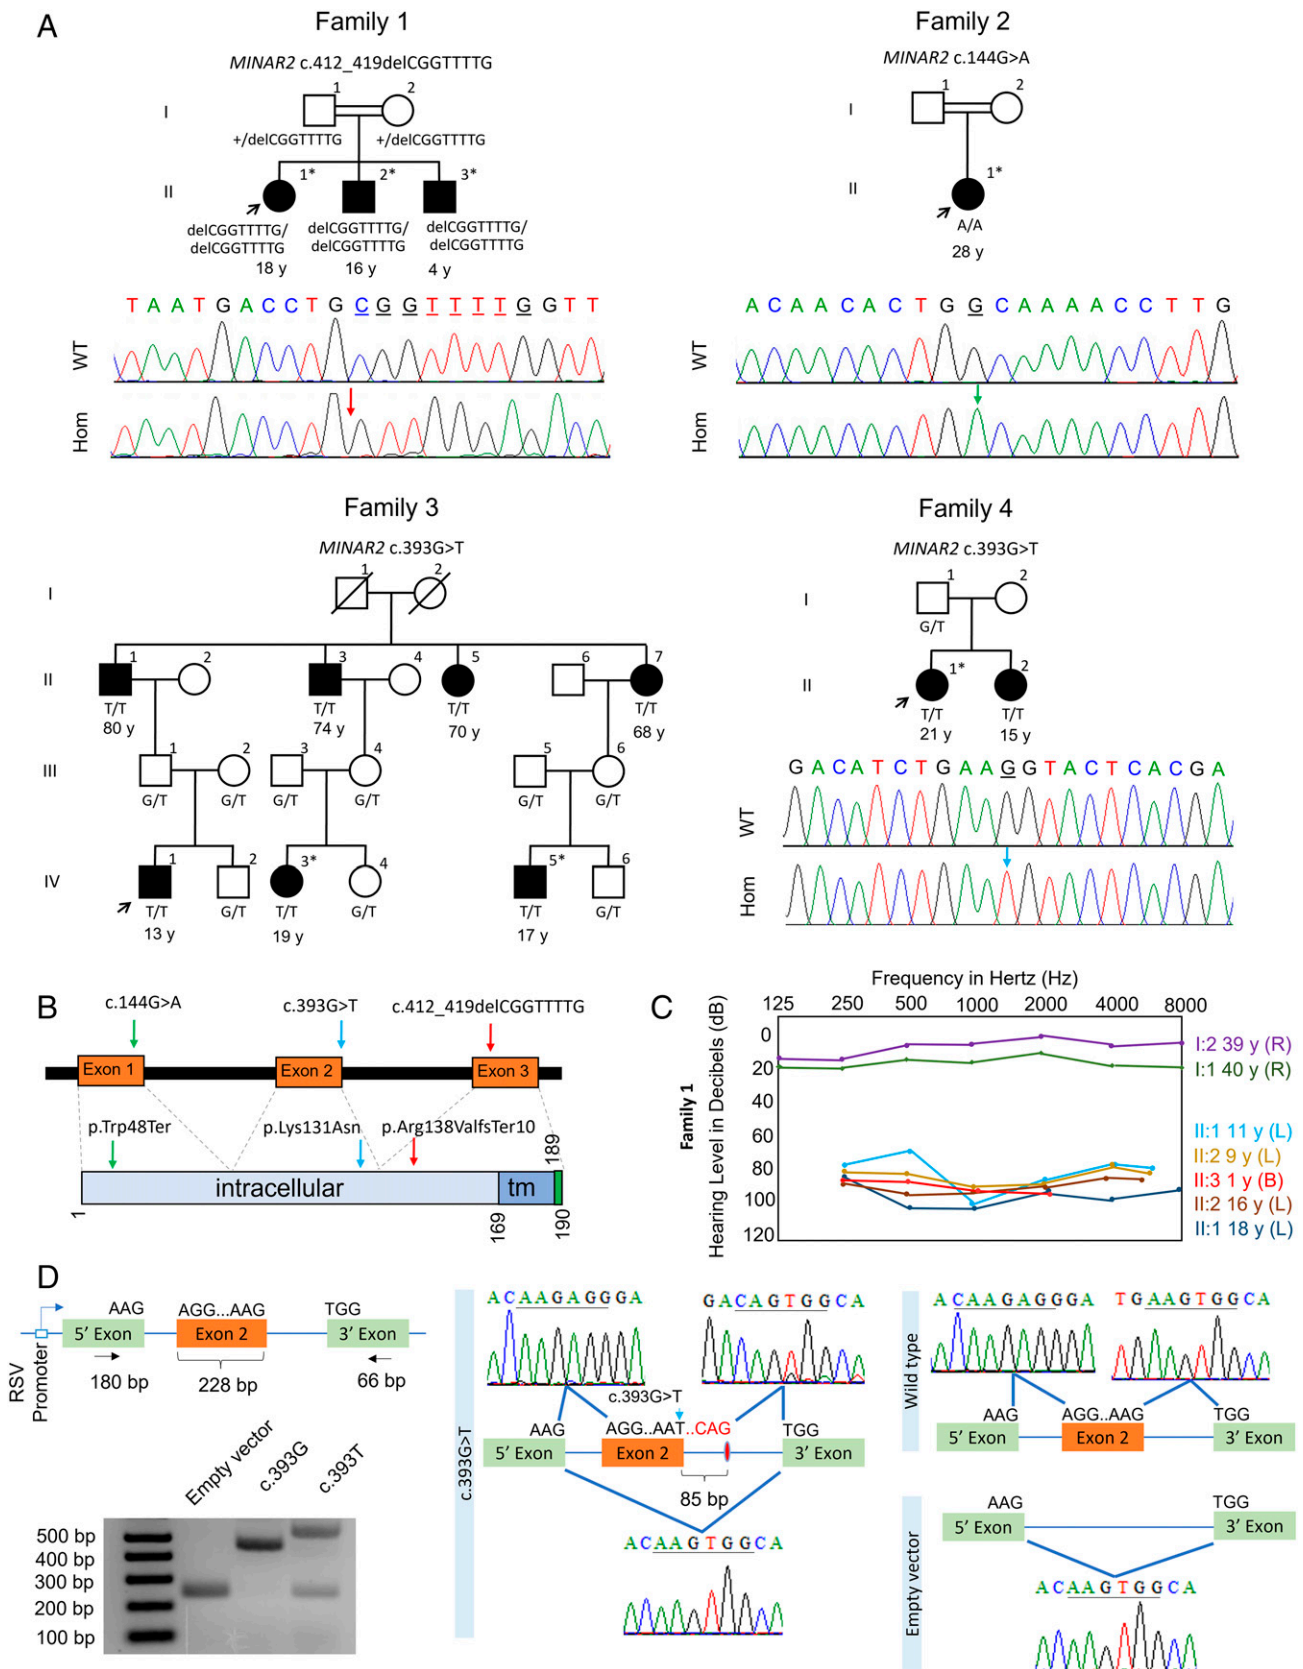 A
Family 1
MINAR2 c.412_419delCGGTTTTG
I
1
2
+/delCGGTTTTG
+/delCGGTTTTG
II
1*
2*
3*
delCGGTTTTG/
delCGGTTTTG
delCGGTTTTG/
delCGGTTTTG
delCGGTTTTG/
delCGGTTTTG
18 y
16 y
4 y
T A A T G A C C T G C G G T T T T G G T T
WT
Hom
Family 2
MINAR2 c.144G>A
I
1
2
II
1*
A/A
28 y
A C A A C A C T G G C A A A A C C T T G
WT
Hom
Family 3
MINAR2 c.393G>T
I
1
2
II
1
2
3
4
5
6
7
T/T
T/T
T/T
T/T
80 y
74 y
70 y
68 y
III
1
2
3
4
5
6
G/T
G/T
G/T
G/T
G/T
G/T
IV
1
2
3*
4
5*
6
T/T
G/T
T/T
G/T
T/T
G/T
13 y
19 y
17 y
Family 4
MINAR2 c.393G>T
I
1
2
G/T
II
1*
2
T/T
T/T
21 y
15 y
G A C A T C T G A A G G T A C T C A C G A
WT
Hom
B
c.144G>A
c.393G>T
c.412_419delCGGTTTTG
Exon 1
Exon 2
Exon 3
p.Trp48Ter
p.Lys131Asn
p.Arg138ValfsTer10
189
intracellular
tm
1
169
190
C
Frequency in Hertz (Hz)
125 250 500 1000 2000 4000 8000
Family 1
Hearing Level in Decibels (dB)
0
20
40
60
80
100
120
I:2 39 y (R)
I:1 40 y (R)
II:1 11 y (L)
II:2 9 y (L)
II:3 1 y (B)
II:2 16 y (L)
II:1 18 y (L)
D
RSV
Promoter
AAG
AGG...AAG
TGG
5' Exon
Exon 2
3' Exon
180 bp
228 bp
66 bp
Empty vector
c.393G
c.393T
500 bp
400 bp
300 bp
200 bp
100 bp
c.393G>T
A C A A G A G G G A
G A C A G T G G C A
c.393G>T
AAG
AGG..AAT..CAG
TGG
5' Exon
Exon 2
3' Exon
85 bp
A C A A G T G G C A
Wild type
A C A A G A G G G A
T G A A G T G G C A
AAG
AGG..AAG
TGG
5' Exon
Exon 2
3' Exon
Empty vector
AAG
TGG
5' Exon
3' Exon
A C A A G T G G C A